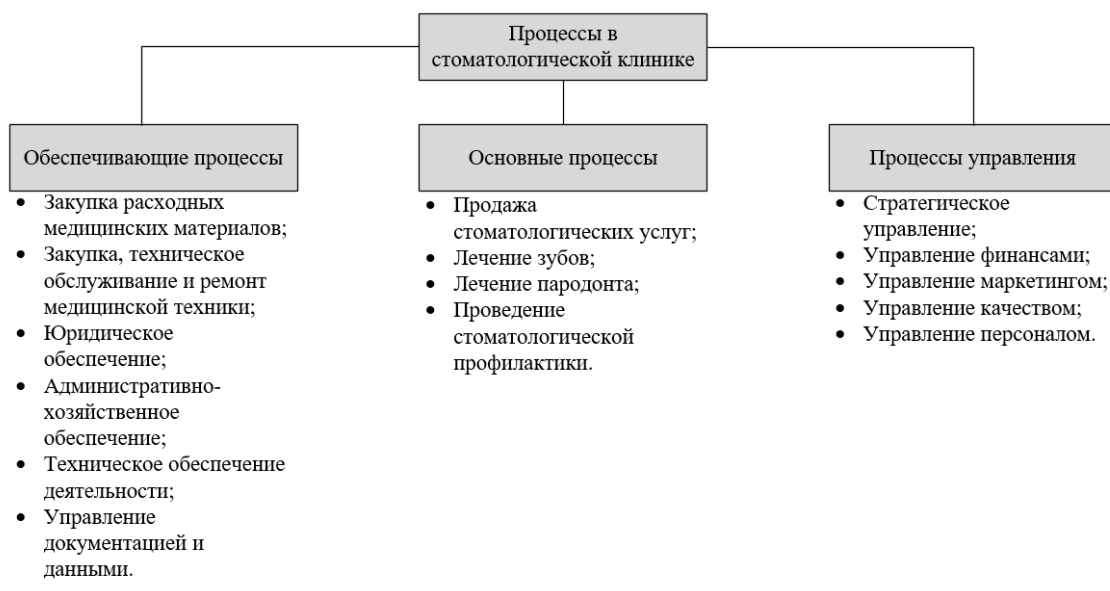 Процессы в
стоматологической клинике
Обеспечивающие процессы
• Закупка расходных
медицинских материалов;
• Закупка, техническое
обслуживание и ремонт
медицинской техники;
• Юридическое
обеспечение;
• Административно-
хозяйственное
обеспечение;
• Техническое обеспечение
деятельности;
• Управление
документацией и
данными.
Основные процессы
• Продажа
стоматологических услуг;
• Лечение зубов;
• Лечение пародонта;
• Проведение
стоматологической
профилактики.
Процессы управления
• Стратегическое
управление;
• Управление финансами;
• Управление маркетингом;
• Управление качеством;
• Управление персоналом.